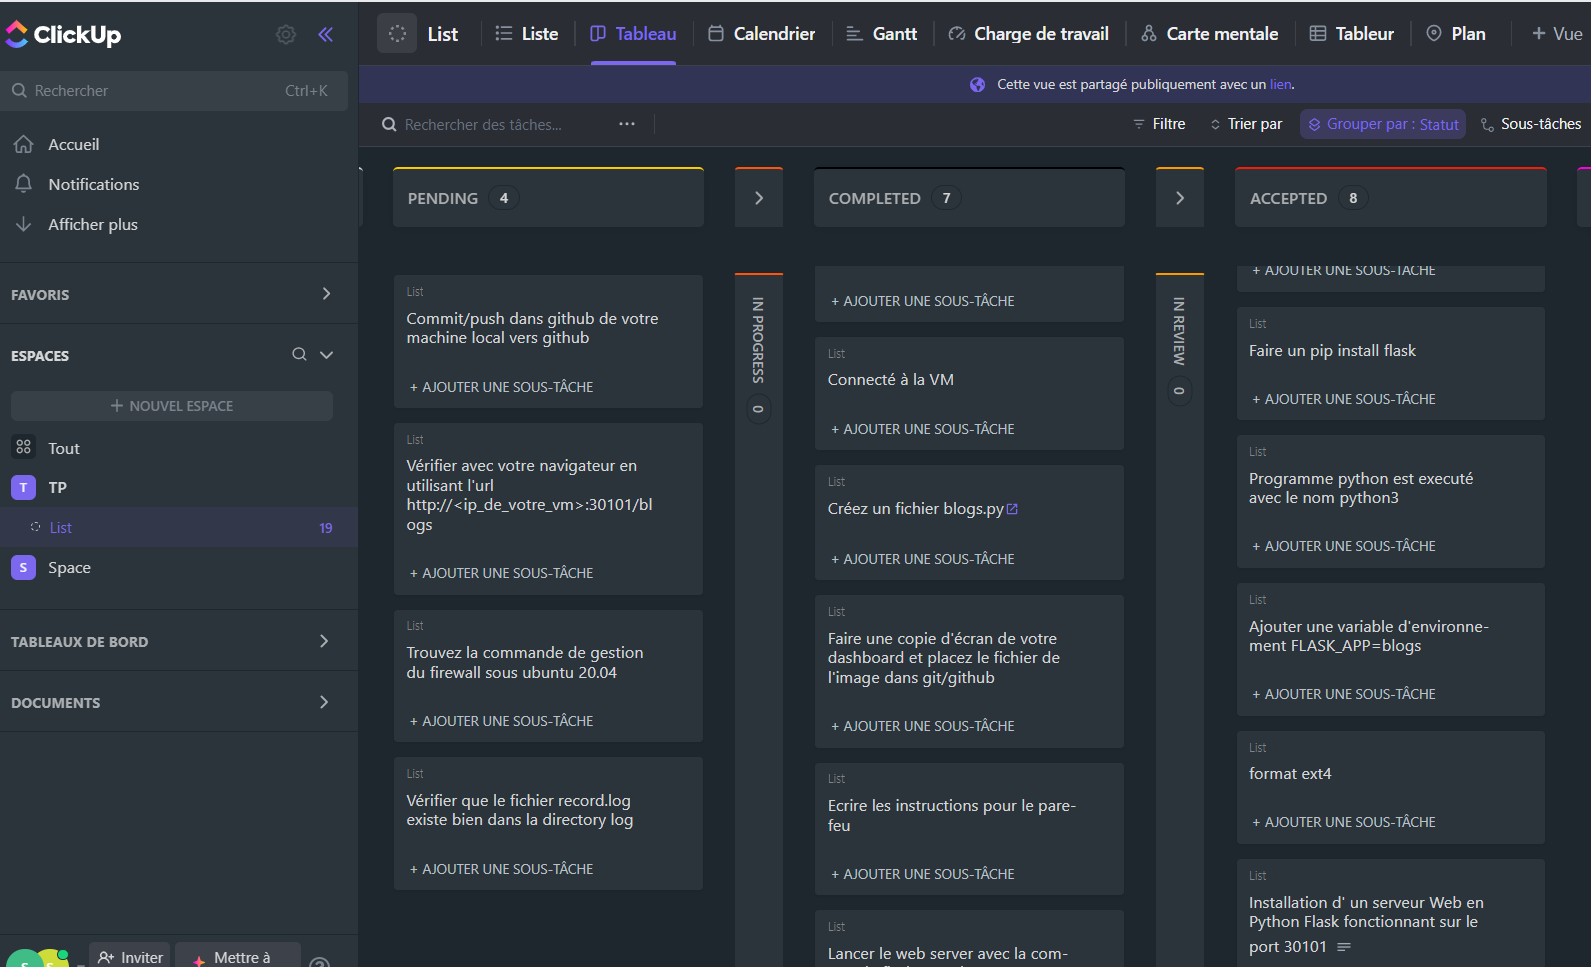 ClickUp
Rechercher
Ctrl+K
Accueil
Notifications
Afficher plus
FAVORIS
ESPACES
+ NOUVEL ESPACE
Tout
T
TP
List
19
S
Space
TABLEAUX DE BORD
DOCUMENTS
Inviter
Mettre à
List
Liste
Tableau
Calendrier
Gantt
Charge de travail
Carte mentale
Tableur
Plan
+ Vue
Cette vue est partagé publiquement avec un lien.
Rechercher des tâches...
Filtre
Trier par
Grouper par : Statut
Sous-tâches
PENDING 4
List
Commit/push dans github de votre
machine local vers github
+ AJOUTER UNE SOUS-TÂCHE
List
Vérifier avec votre navigateur en
utilisant l'url
http://<ip_de_votre_vm>:30101/bl
ogs
+ AJOUTER UNE SOUS-TÂCHE
List
Trouvez la commande de gestion
du firewall sous ubuntu 20.04
+ AJOUTER UNE SOUS-TÂCHE
List
Vérifier que le fichier record.log
existe bien dans la directory log
+ AJOUTER UNE SOUS-TÂCHE
IN PROGRESS 0
COMPLETED 7
+ AJOUTER UNE SOUS-TÂCHE
List
Connecté à la VM
+ AJOUTER UNE SOUS-TÂCHE
List
Créez un fichier blogs.py
+ AJOUTER UNE SOUS-TÂCHE
List
Faire une copie d'écran de votre
dashboard et placez le fichier de
l'image dans git/github
+ AJOUTER UNE SOUS-TÂCHE
List
Ecrire les instructions pour le pare-
feu
+ AJOUTER UNE SOUS-TÂCHE
List
Lancer le web server avec la com-
IN REVIEW 0
ACCEPTED 8
+ AJOUTER UNE SOUS-TÂCHE
List
Faire un pip install flask
+ AJOUTER UNE SOUS-TÂCHE
List
Programme python est executé
avec le nom python3
+ AJOUTER UNE SOUS-TÂCHE
List
Ajouter une variable d'environne-
ment FLASK_APP=blogs
+ AJOUTER UNE SOUS-TÂCHE
List
format ext4
+ AJOUTER UNE SOUS-TÂCHE
List
Installation d' un serveur Web en
Python Flask fonctionnant sur le
port 30101